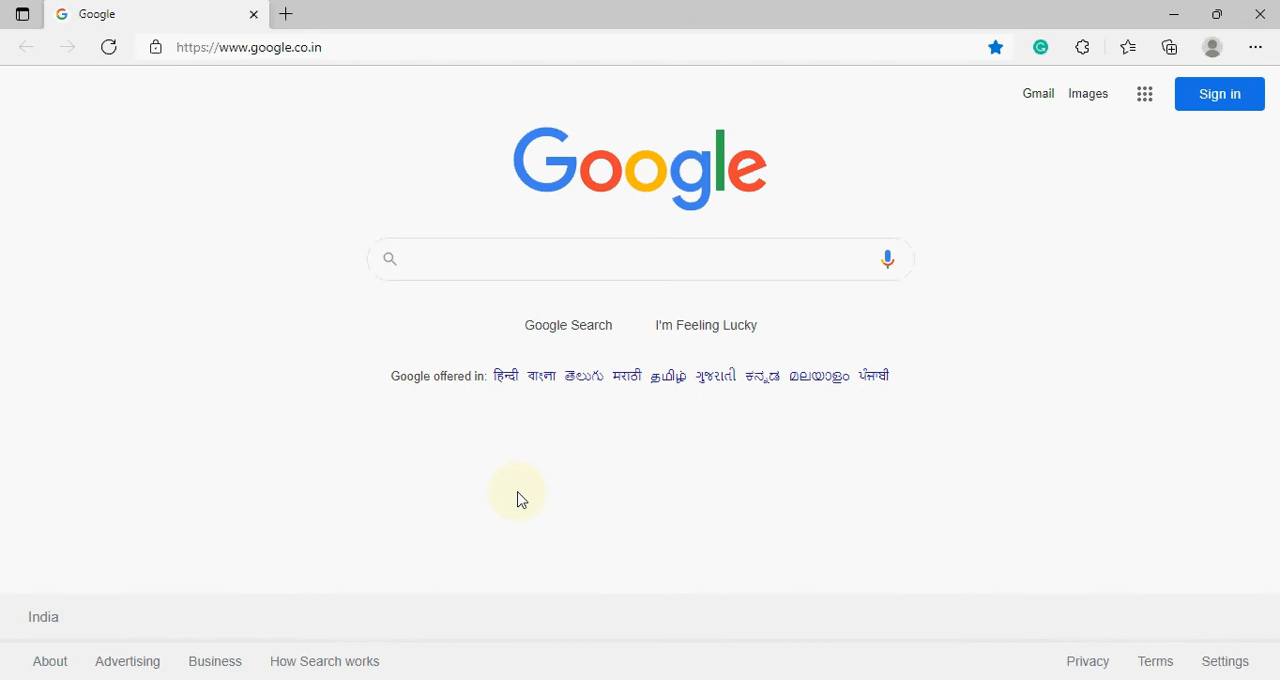 Google
https://www.google.co.in
Gmail Images Sign in
Google
Google Search I'm Feeling Lucky
Google offered in: हिन्दी বাংলা తెలుగు मराठी தமிழ் ગુજરાતી ಕನ್ನಡ മലയാളം ਪੰਜਾਬੀ
India
About Advertising Business How Search works Privacy Terms Settings